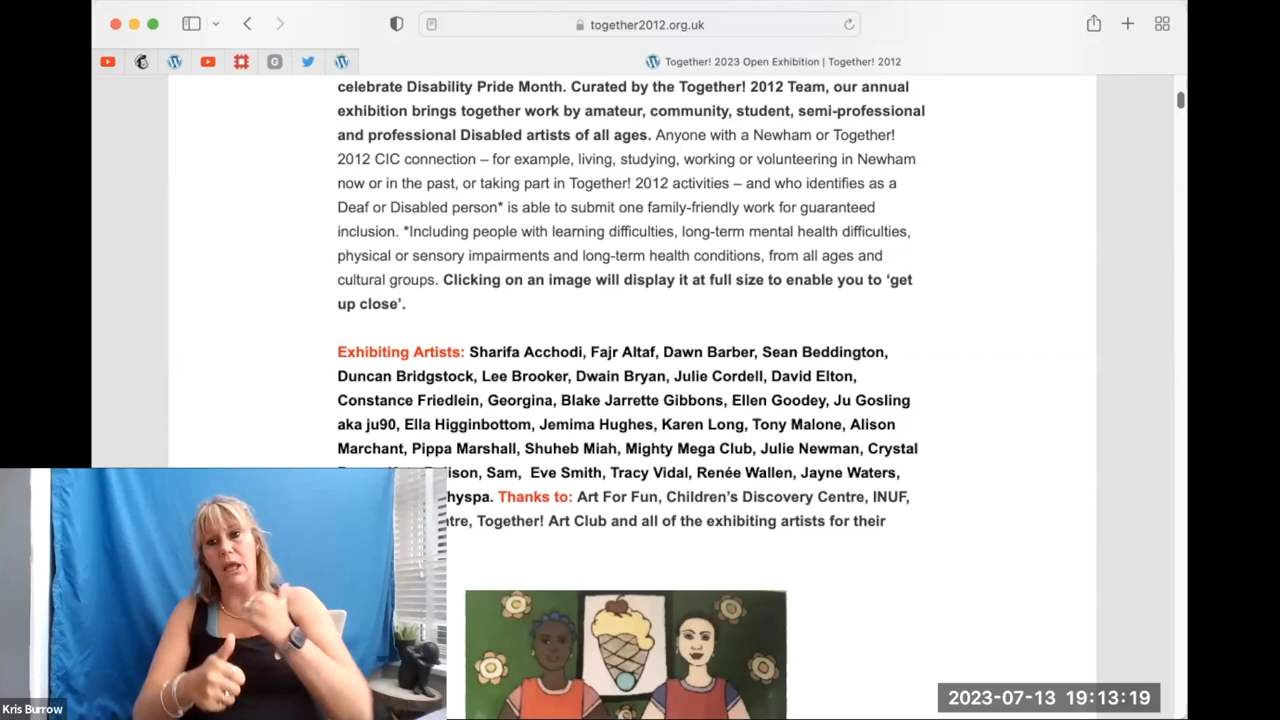 together2012.org.uk
Together! 2023 Open Exhibition | Together! 2012
celebrate Disability Pride Month. Curated by the Together! 2012 Team, our annual
exhibition brings together work by amateur, community, student, semi-professional
and professional Disabled artists of all ages. Anyone with a Newham or Together!
2012 CIC connection – for example, living, studying, working or volunteering in Newham
now or in the past, or taking part in Together! 2012 activities – and who identifies as a
Deaf or Disabled person* is able to submit one family-friendly work for guaranteed
inclusion. *Including people with learning difficulties, long-term mental health difficulties,
physical or sensory impairments and long-term health conditions, from all ages and
cultural groups. Clicking on an image will display it at full size to enable you to ‘get
up close’.
Exhibiting Artists: Sharifa Acchodi, Fajr Altaf, Dawn Barber, Sean Beddington,
Duncan Bridgstock, Lee Brooker, Dwain Bryan, Julie Cordell, David Elton,
Constance Friedlein, Georgina, Blake Jarrette Gibbons, Ellen Goodey, Ju Gosling
aka ju90, Ella Higginbottom, Jemima Hughes, Karen Long, Tony Malone, Alison
Marchant, Pippa Marshall, Shuheb Miah, Mighty Mega Club, Julie Newman, Crystal
Sam, Eve Smith, Tracy Vidal, Renée Wallen, Jayne Waters,
Thanks to: Art For Fun, Children’s Discovery Centre, INUF,
Together! Art Club and all of the exhibiting artists for their
Kris Burrow
2023-07-13 19:13:19